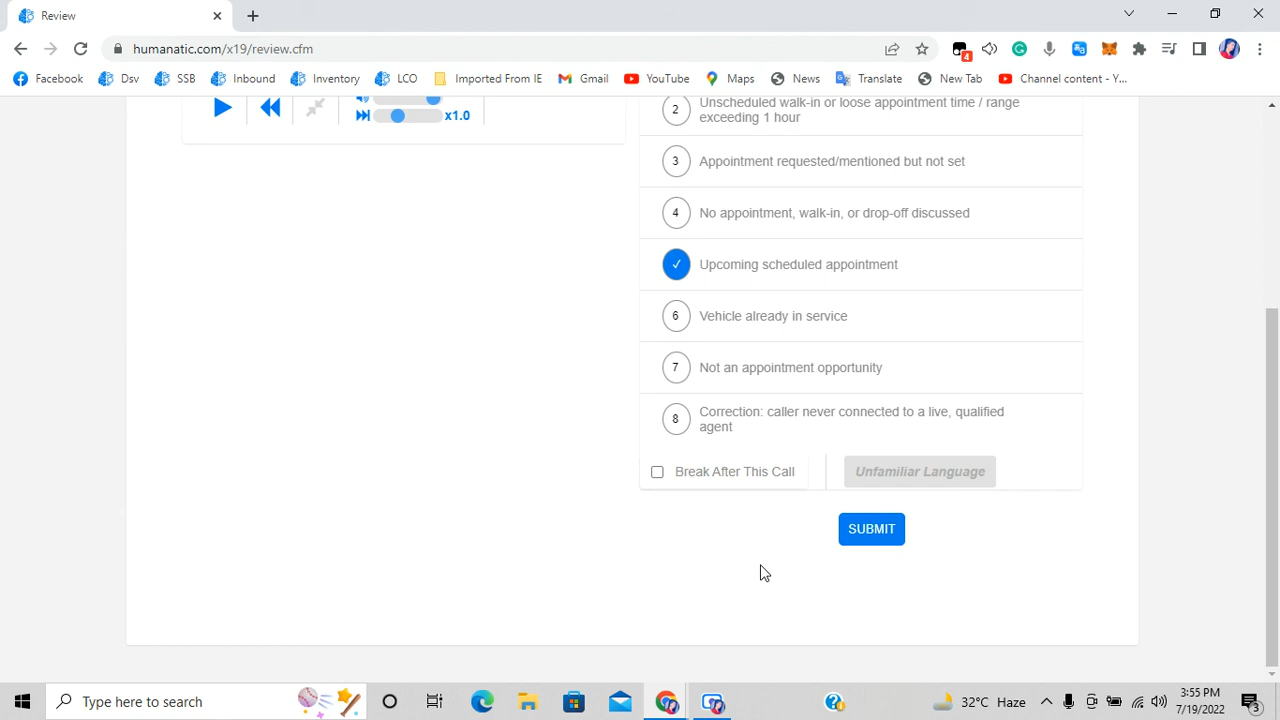 Review
humanatic.com/x19/review.cfm
4
Facebook Dsv SSB Inbound Inventory LCO Imported From IE Gmail YouTube Maps News Translate New Tab Channel content - Y...
x1.0
2 Unscheduled walk-in or loose appointment time / range
exceeding 1 hour
3 Appointment requested/mentioned but not set
4 No appointment, walk-in, or drop-off discussed
Upcoming scheduled appointment
6 Vehicle already in service
7 Not an appointment opportunity
8 Correction: caller never connected to a live, qualified
agent
Break After This Call Unfamiliar Language
SUBMIT
Type here to search
32°C Haze
3:55 PM
7/19/2022
3